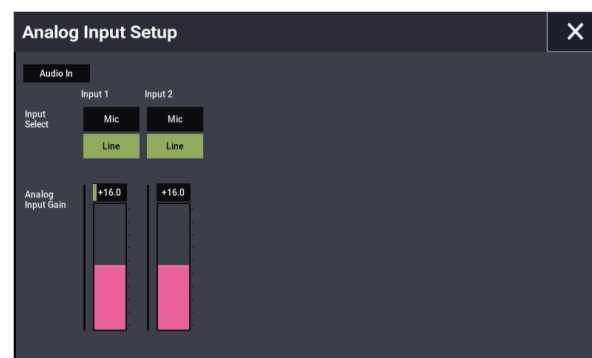 Analog Input Setup
Audio In
Input 1 Input 2
Input
Select
Mic Mic
Line Line
Analog
Input Gain
+16.0 +16.0